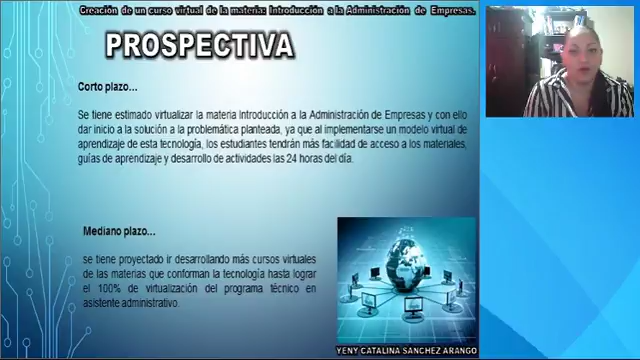 Creación de un curso virtual de la materia: Introducción a la Administración de Empresas.
PROSPECTIVA
Corto plazo...
Se tiene estimado virtualizar la materia Introducción a la Administración de Empresas y con ello
dar inicio a la solución a la problemática planteada, ya que al implementarse un modelo virtual de
aprendizaje de esta tecnología, los estudiantes tendrán más facilidad de acceso a los materiales,
guías de aprendizaje y desarrollo de actividades las 24 horas del día.
Mediano plazo...
se tiene proyectado ir desarrollando más cursos virtuales
de las materias que conforman la tecnología hasta lograr
el 100% de virtualización del programa técnico en
asistente administrativo.
YENY CATALINA SANCHEZ ARANGO